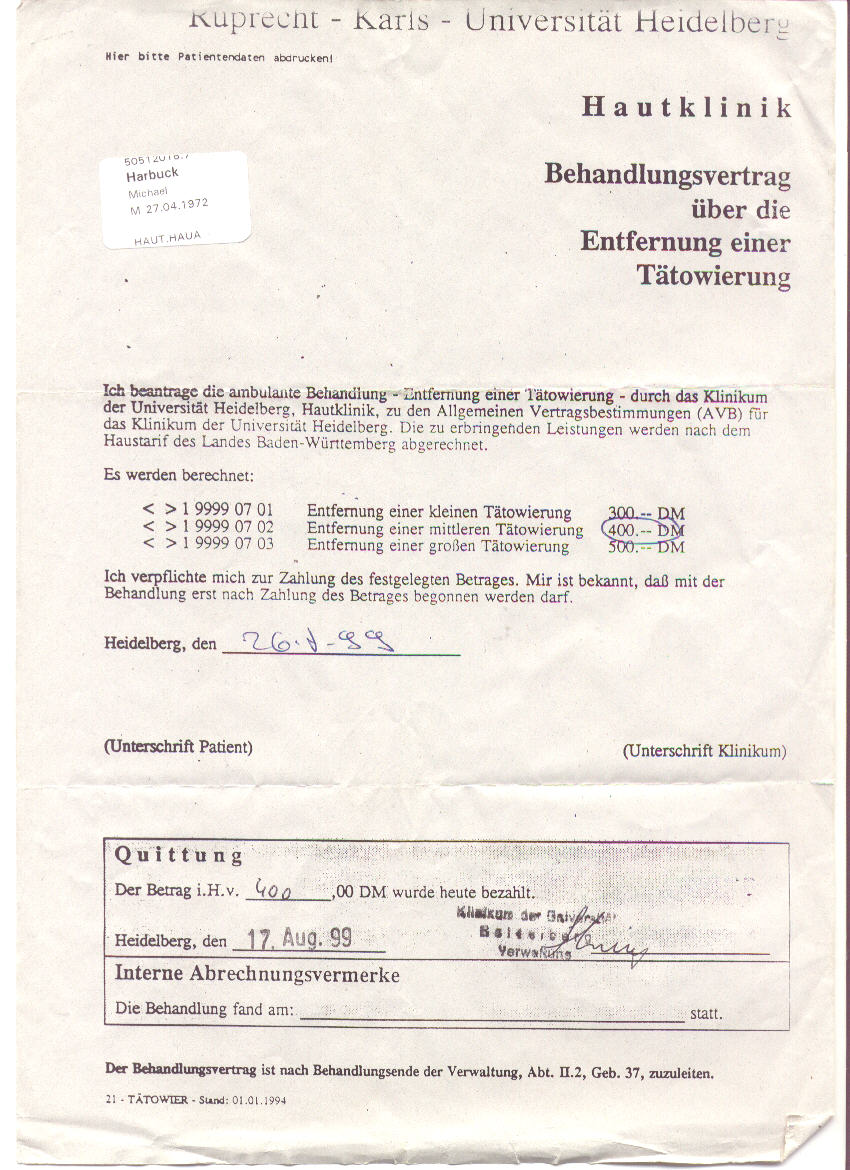 Ruprecht - Karls - Universität Heidelberg
Hier bitte Patientendaten abdrucken!
Hautklinik
Harbuck
Michael
M 27.04.1972
HAUT.HAUA
Behandlungsvertrag
über die
Entfernung einer
Tätowierung
Ich beantrage die ambulante Behandlung - Entfernung einer Tätowierung - durch das Klinikum
der Universität Heidelberg, Hautklinik, zu den Allgemeinen Vertragsbestimmungen (AVB) für
das Klinikum der Universität Heidelberg. Die zu erbringenden Leistungen werden nach dem
Haustarif des Landes Baden-Württemberg abgerechnet.
Es werden berechnet:
< > 1 9999 07 01 Entfernung einer kleinen Tätowierung 300.-- DM
< > 1 9999 07 02 Entfernung einer mittleren Tätowierung 400.-- DM
< > 1 9999 07 03 Entfernung einer großen Tätowierung 500.-- DM
Ich verpflichte mich zur Zahlung des festgelegten Betrages. Mir ist bekannt, daß mit der
Behandlung erst nach Zahlung des Betrages begonnen werden darf.
Heidelberg, den
(Unterschrift Patient) (Unterschrift Klinikum)
Quittung
Der Betrag i.H.v. 400 ,00 DM wurde heute bezahlt.
Klinikum der Universität
Heidelberg, den 17. Aug. 99
Verwaltung
Interne Abrechnungsvermerke
Die Behandlung fand am: statt.
Der Behandlungsvertrag ist nach Behandlungsende der Verwaltung, Abt. II.2, Geb. 37, zuzuleiten.
21 - TÄTOWIER - Stand: 01.01.1994